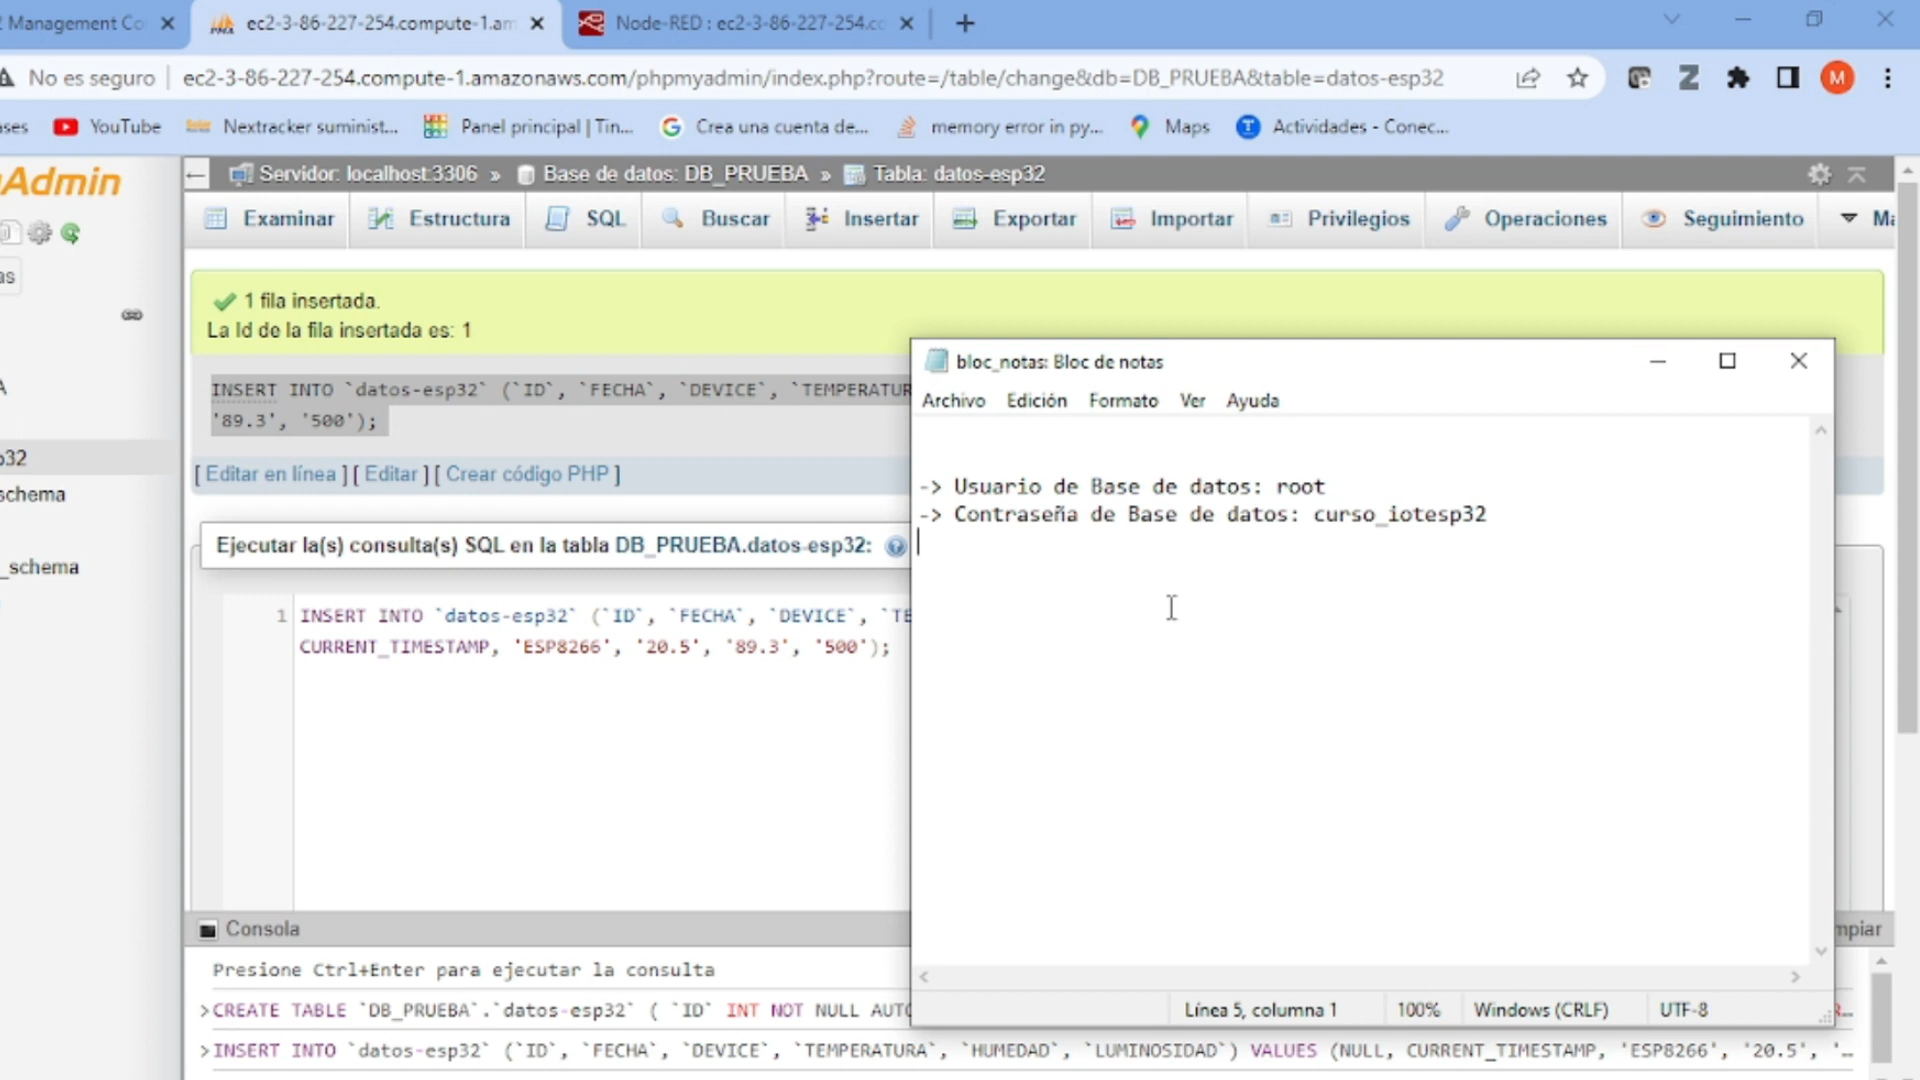 Management Co
ec2-3-86-227-254.compute-1.am
Node-RED : ec2-3-86-227-254.cc
No es seguro
ec2-3-86-227-254.compute-1.amazonaws.com/phpmyadmin/index.php?route=/table/change&db=DB_PRUEBA&table=datos-esp32
M
YouTube
Nextracker suminist...
Panel principal | Tin...
Crea una cuenta de...
memory error in py...
Maps
Actividades - Conec...
Admin
Servidor: localhost:3306 » Base de datos: DB_PRUEBA » Tabla: datos-esp32
Examinar
Estructura
SQL
Buscar
Insertar
Exportar
Importar
Privilegios
Operaciones
Seguimiento
as
1 fila insertada.
La Id de la fila insertada es: 1
INSERT INTO `datos-esp32` (`ID`, `FECHA`, `DEVICE`, `TEMPERATUR
'89.3', '500');
[ Editar en línea ] [ Editar ] [ Crear código PHP ]
32
schema
_schema
Ejecutar la(s) consulta(s) SQL en la tabla DB_PRUEBA.datos-esp32:
1 INSERT INTO `datos-esp32` (`ID`, `FECHA`, `DEVICE`, `TE
CURRENT_TIMESTAMP, 'ESP8266', '20.5', '89.3', '500');
bloc_notas: Bloc de notas
Archivo Edición Formato Ver Ayuda
-> Usuario de Base de datos: root
-> Contraseña de Base de datos: curso_iotesp32
Línea 5, columna 1
100%
Windows (CRLF)
UTF-8
Consola
mpiar
Presione Ctrl+Enter para ejecutar la consulta
>CREATE TABLE `DB_PRUEBA`.`datos-esp32` ( `ID` INT NOT NULL AUTO
>INSERT INTO `datos-esp32` (`ID`, `FECHA`, `DEVICE`, `TEMPERATURA`, `HUMEDAD`, `LUMINOSIDAD`) VALUES (NULL, CURRENT_TIMESTAMP, 'ESP8266', '20.5', '…